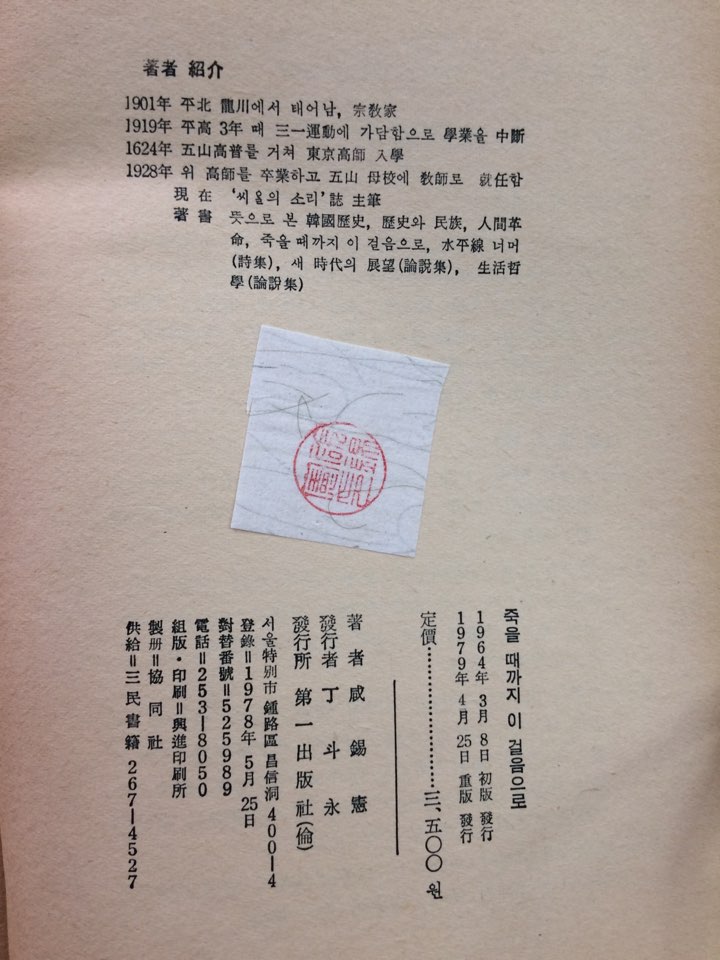 著者 紹介
1901年 平北 龍川에서 태어남, 宗敎家
1919年 平高 3年 때 三一運動에 가담함으로 學業을 中斷
1624年 五山高普를 거쳐 東京高師 入學
1928年 위 高師를 卒業하고 五山 母校에 敎師로 就任함
現在 '씨올의 소리'誌 主筆
著書 뜻으로 본 韓國歷史, 歷史와 民族, 人間革
命, 죽을 때까지 이 걸음으로, 水平線 너머
(詩集), 새 時代의 展望(論說集), 生活哲
學(論說集)
죽을 때까지 이 걸음으로
1964年 3月 8日 初版 發行
1979年 4月 25日 重版 發行
定價……………………三、五〇〇 원
著者 咸錫憲
發行者 丁斗永
發行所 第一出版社(倫)
서울特別市 鍾路區 昌信洞 400—4
登錄=1978年 5月 25日
對替番號=525989
電話=253—8050
組版・印刷=興進印刷所
製册=協同社
供給=三民書籍 267—4527